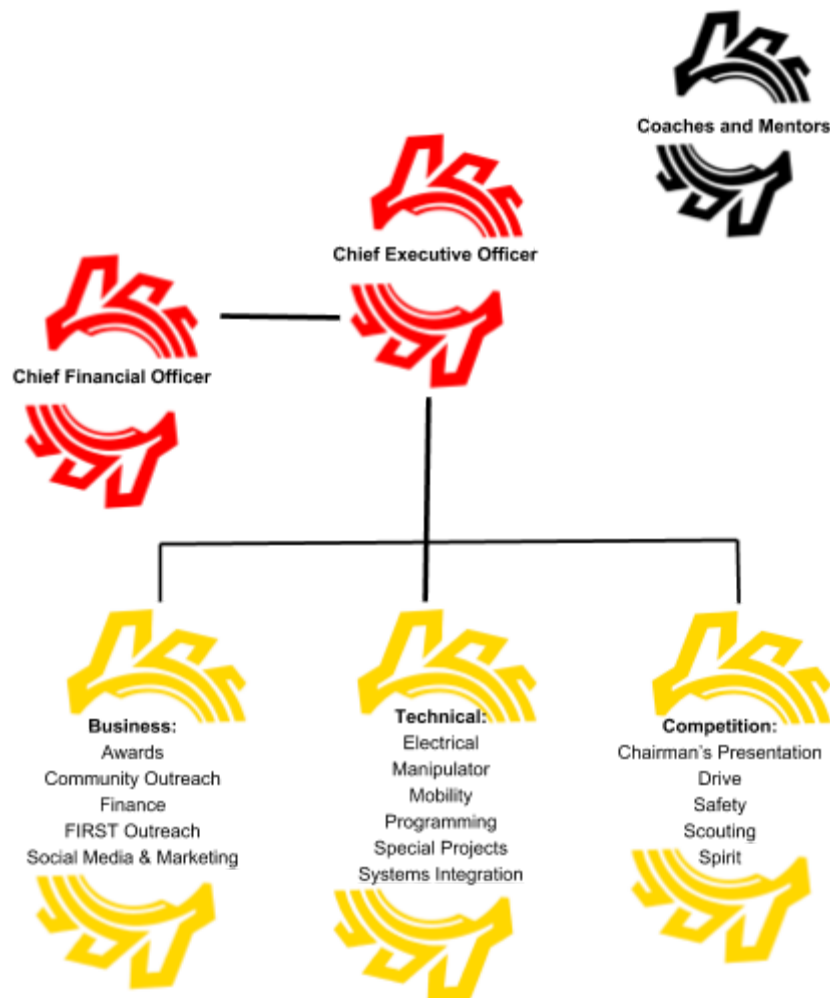 Coaches and Mentors
Chief Executive Officer
Chief Financial Officer
Business:
Awards
Community Outreach
Finance
FIRST Outreach
Social Media & Marketing
Technical:
Electrical
Manipulator
Mobility
Programming
Special Projects
Systems Integration
Competition:
Chairman's Presentation
Drive
Safety
Scouting
Spirit